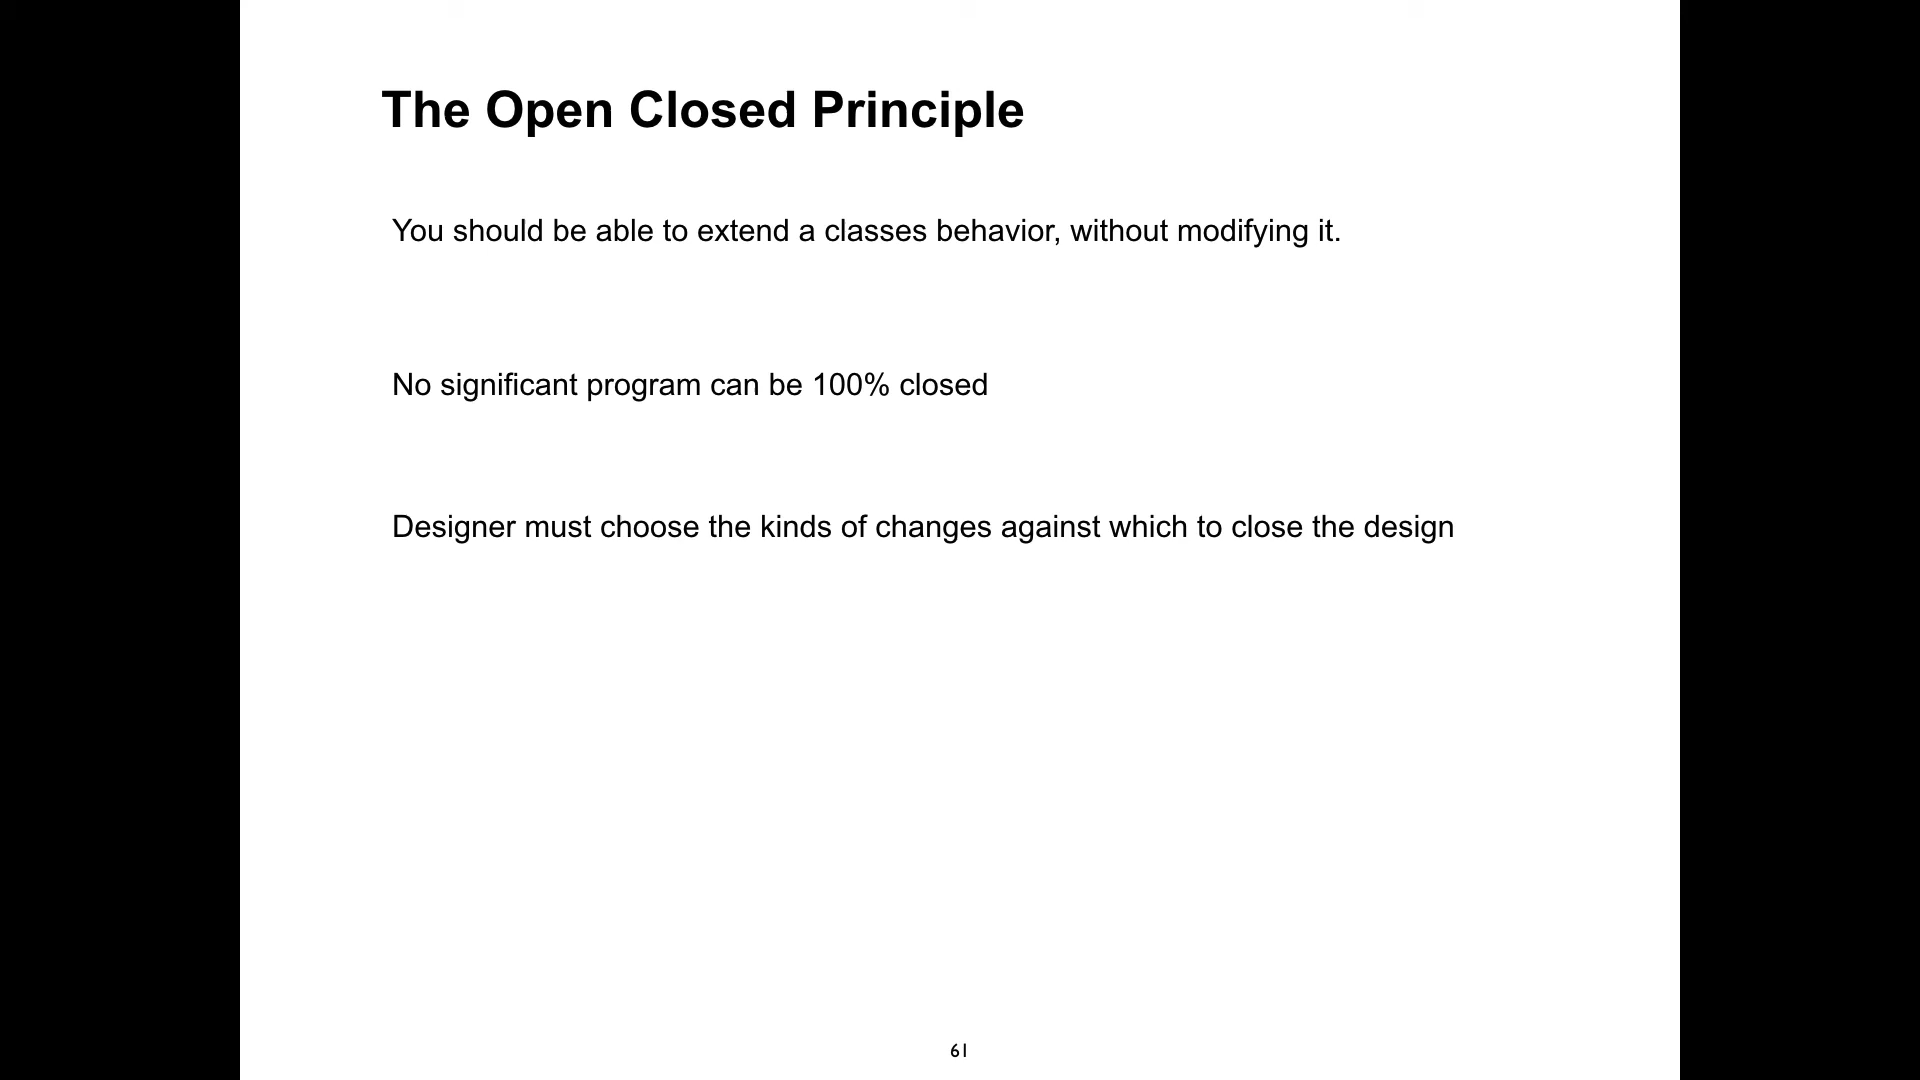 The Open Closed Principle
You should be able to extend a classes behavior, without modifying it.
No significant program can be 100% closed
Designer must choose the kinds of changes against which to close the design
61